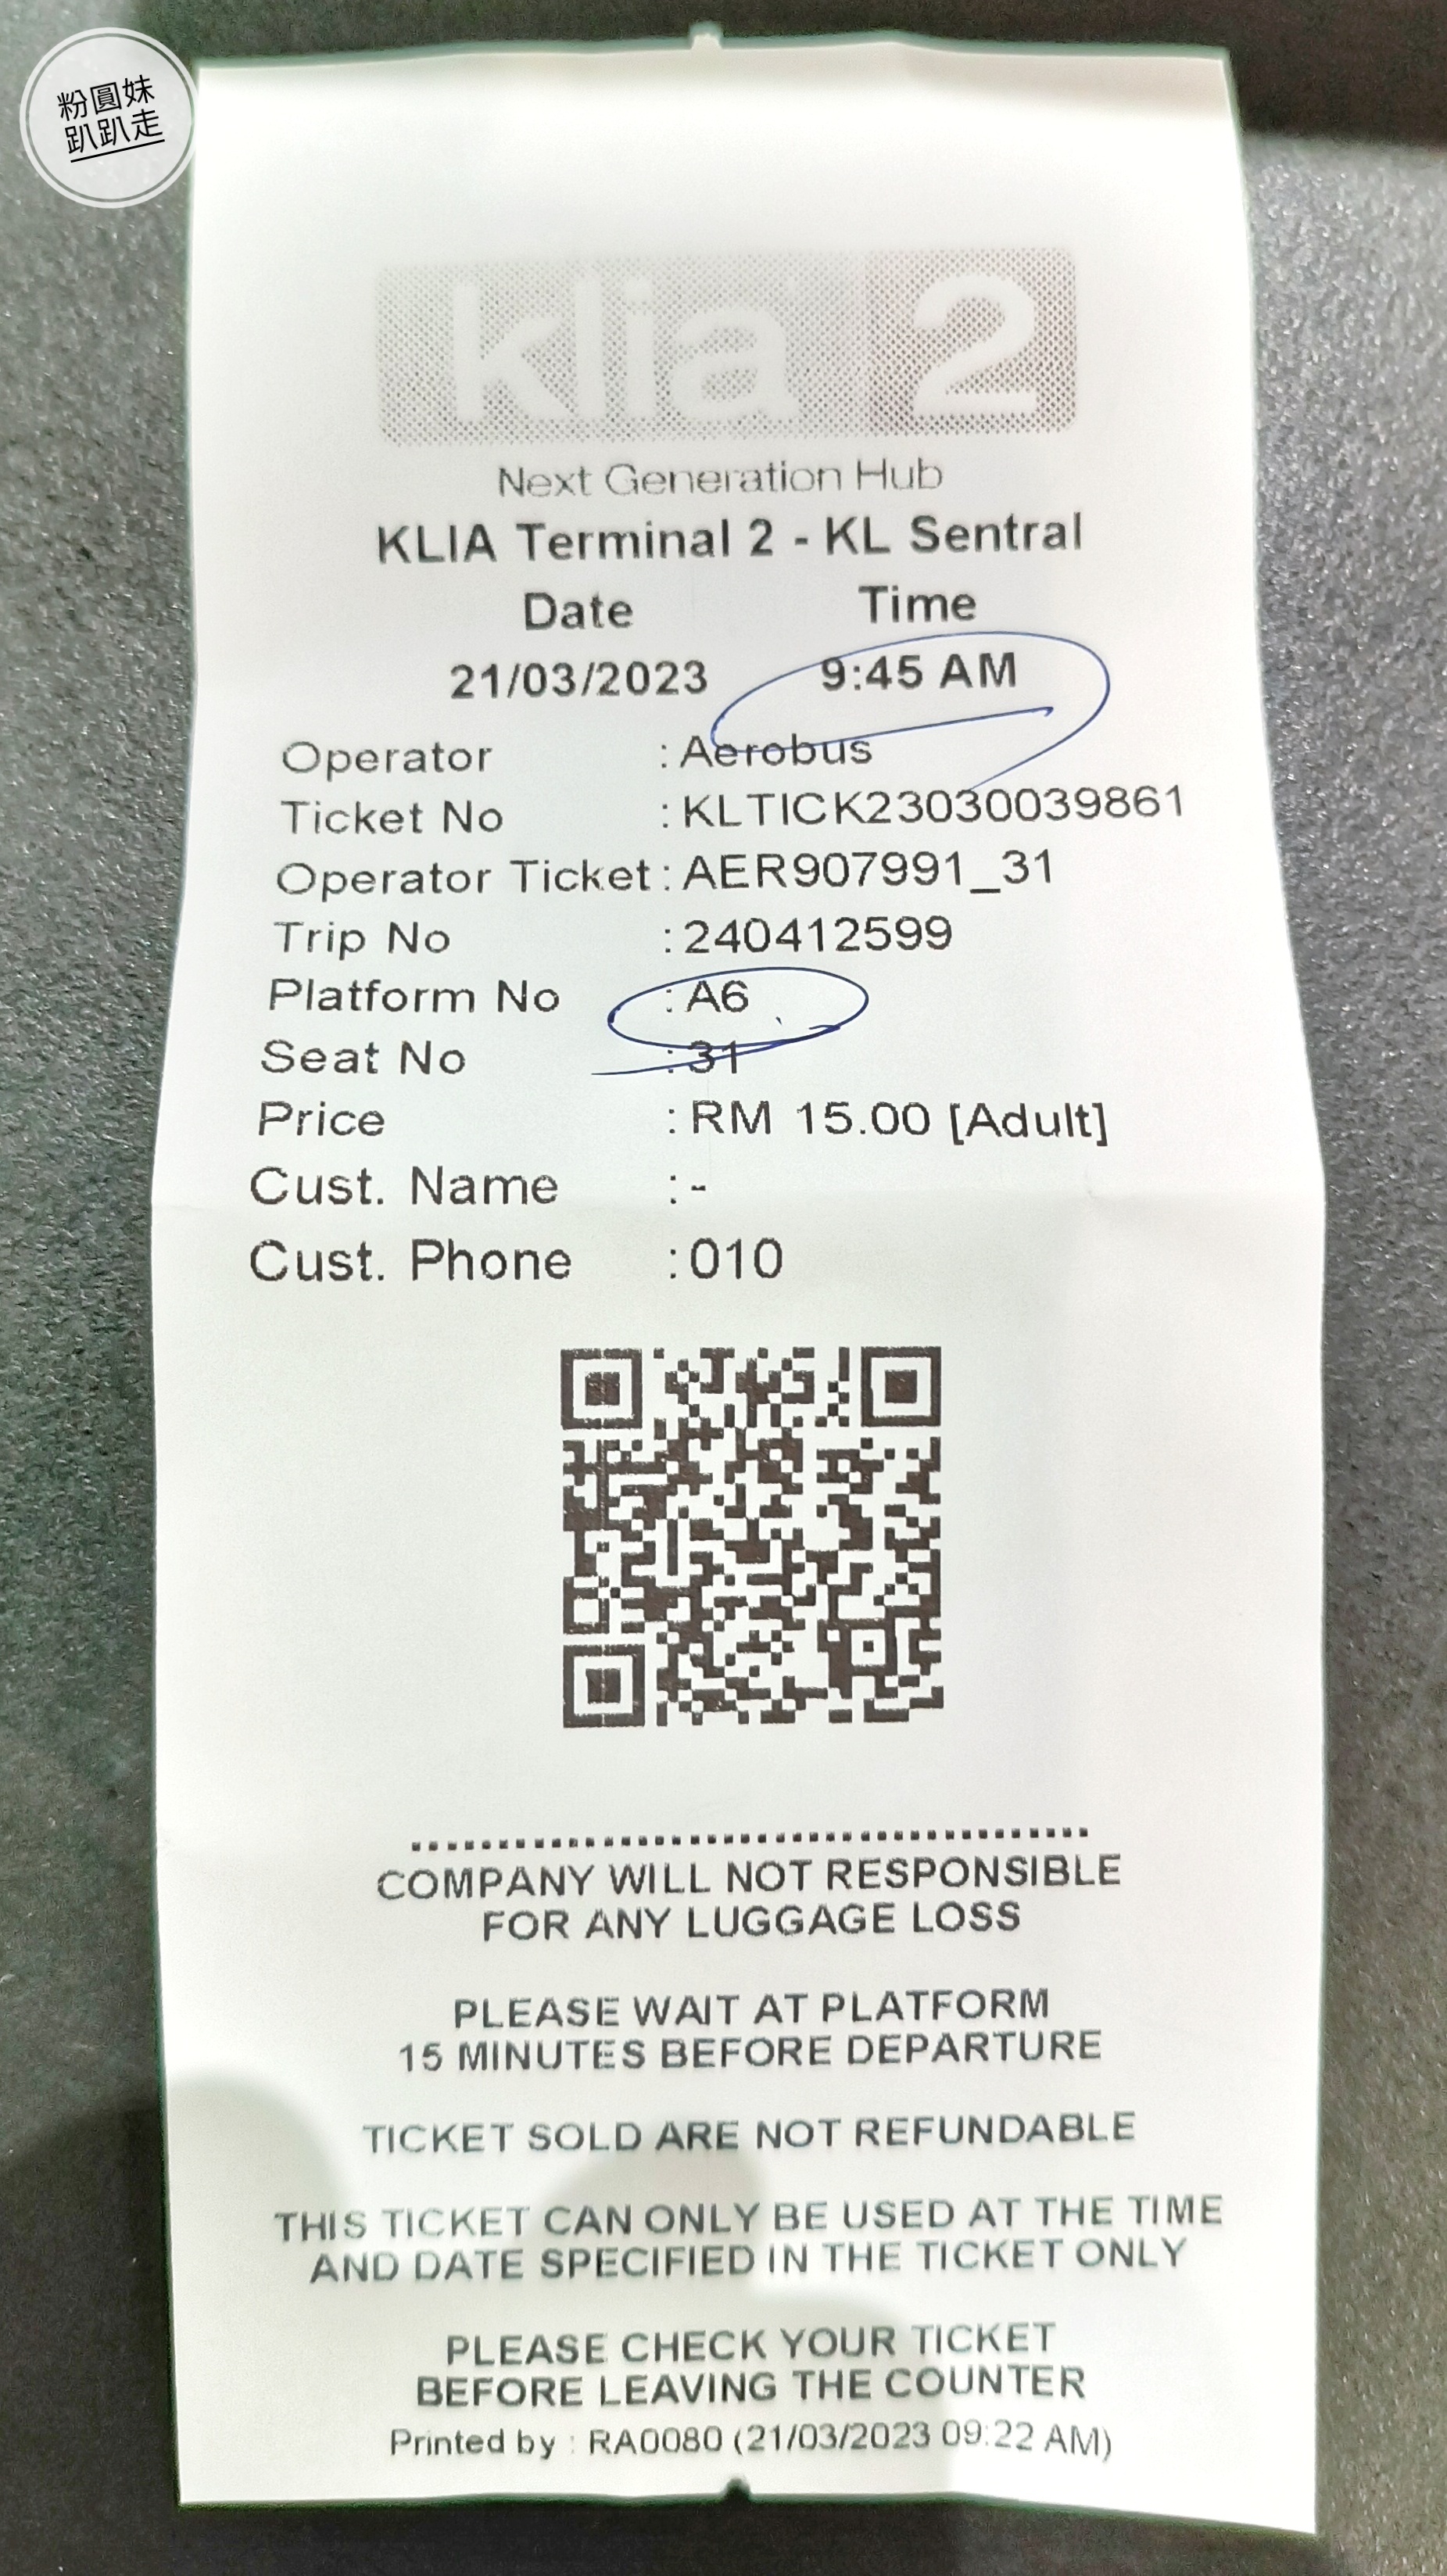 粉圓妹
趴趴走
klia 2
Next Generation Hub
KLIA Terminal 2 - KL Sentral
Date Time
21/03/2023 9:45 AM
Operator : Aerobus
Ticket No : KLTICK23030039861
Operator Ticket : AER907991_31
Trip No : 240412599
Platform No : A6
Seat No : 31
Price : RM 15.00 [Adult]
Cust. Name : -
Cust. Phone : 010
COMPANY WILL NOT RESPONSIBLE
FOR ANY LUGGAGE LOSS
PLEASE WAIT AT PLATFORM
15 MINUTES BEFORE DEPARTURE
TICKET SOLD ARE NOT REFUNDABLE
THIS TICKET CAN ONLY BE USED AT THE TIME
AND DATE SPECIFIED IN THE TICKET ONLY
PLEASE CHECK YOUR TICKET
BEFORE LEAVING THE COUNTER
Printed by : RA0080 (21/03/2023 09:22 AM)